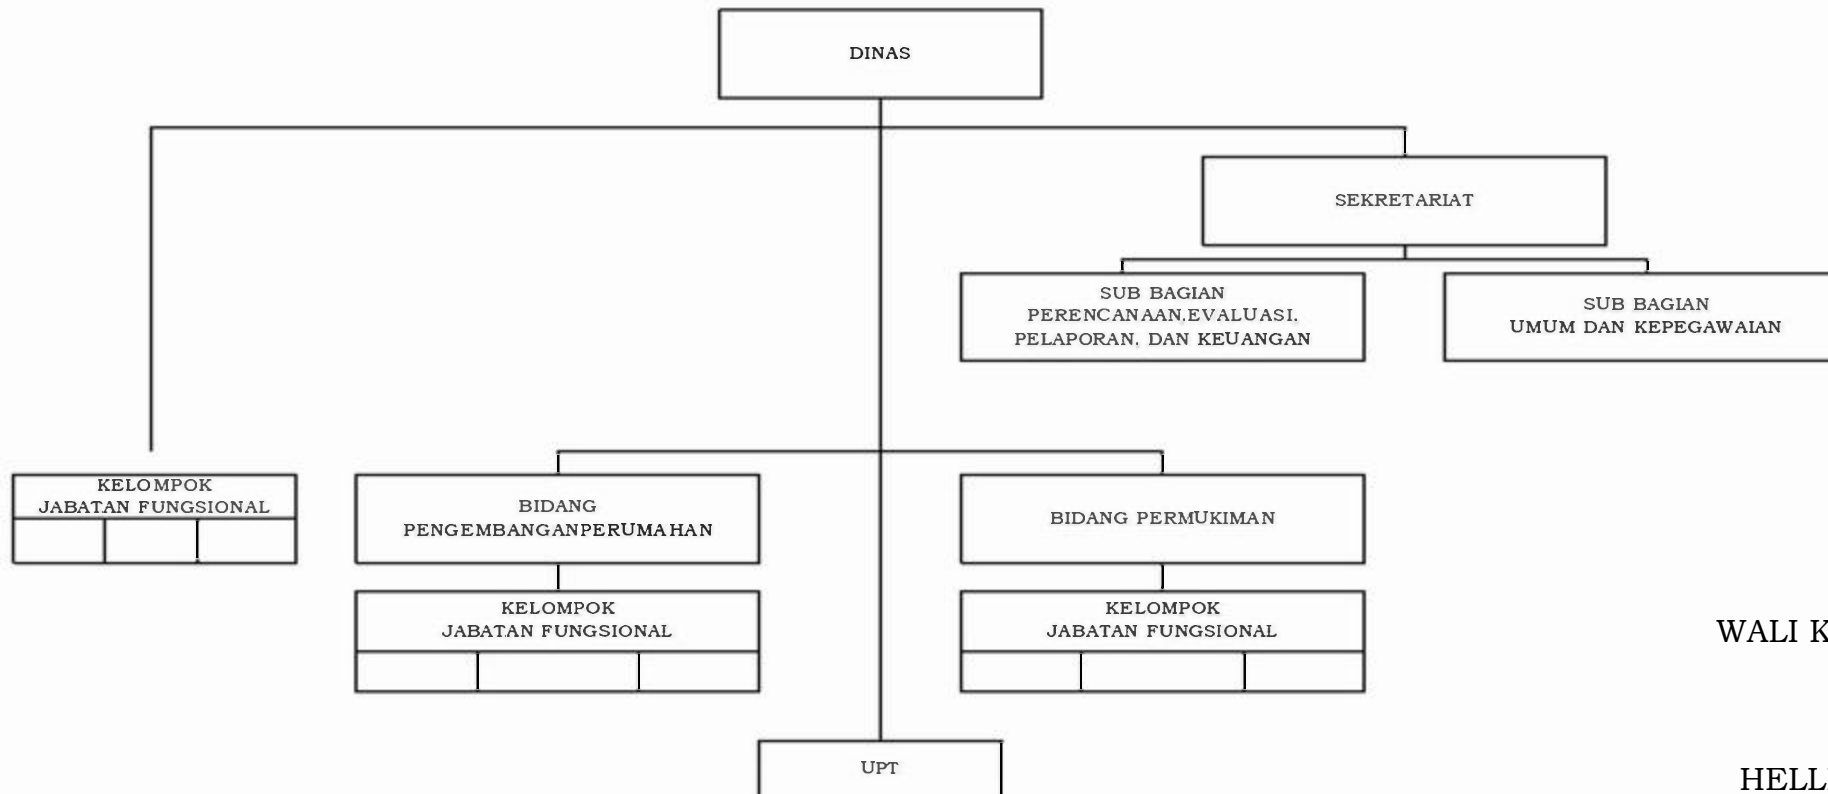 DINAS
SEKRETARIAT
SUB BAGIAN
PERENCANAAN,EVALUASI,
PELAPORAN, DAN KEUANGAN
SUB BAGIAN
UMUM DAN KEPEGAWAIAN
KELOMPOK
JABATAN FUNGSIONAL
BIDANG
PENGEMBANGANPERUMAHAN
BIDANG PERMUKIMAN
KELOMPOK
JABATAN FUNGSIONAL
KELOMPOK
JABATAN FUNGSIONAL
WALI K
UPT
HELL